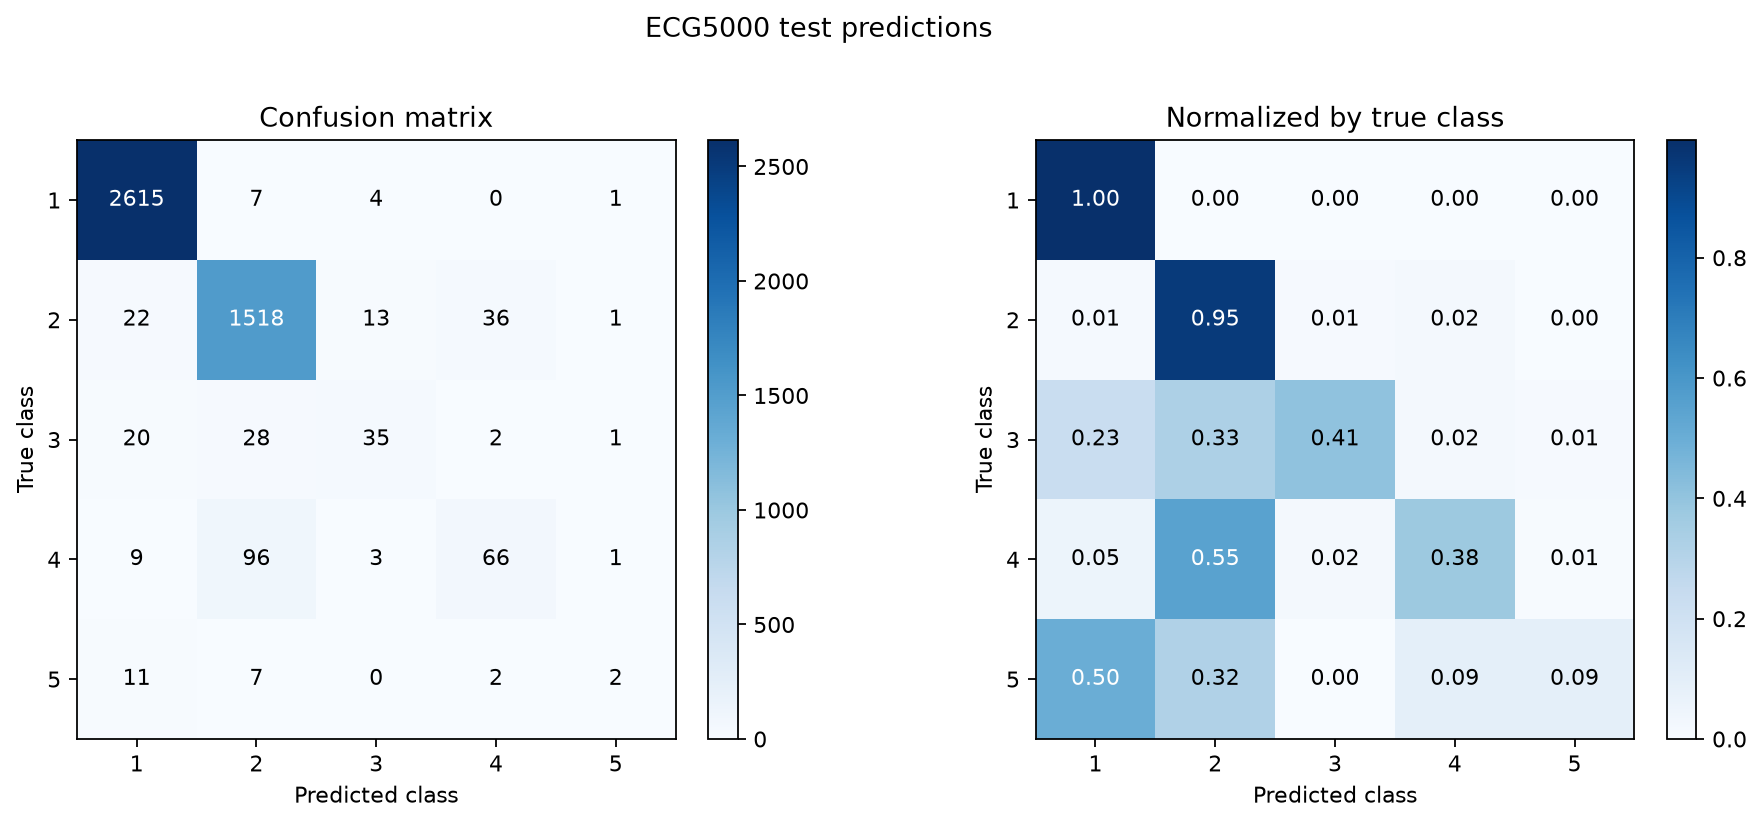 ECG5000 test predictions
Confusion matrix
True class
1 2615 7 4 0 1
2 22 1518 13 36 1
3 20 28 35 2 1
4 9 96 3 66 1
5 11 7 0 2 2
1 2 3 4 5
Predicted class
2500
2000
1500
1000
500
0
Normalized by true class
True class
1 1.00 0.00 0.00 0.00 0.00
2 0.01 0.95 0.01 0.02 0.00
3 0.23 0.33 0.41 0.02 0.01
4 0.05 0.55 0.02 0.38 0.01
5 0.50 0.32 0.00 0.09 0.09
1 2 3 4 5
Predicted class
0.8
0.6
0.4
0.2
0.0